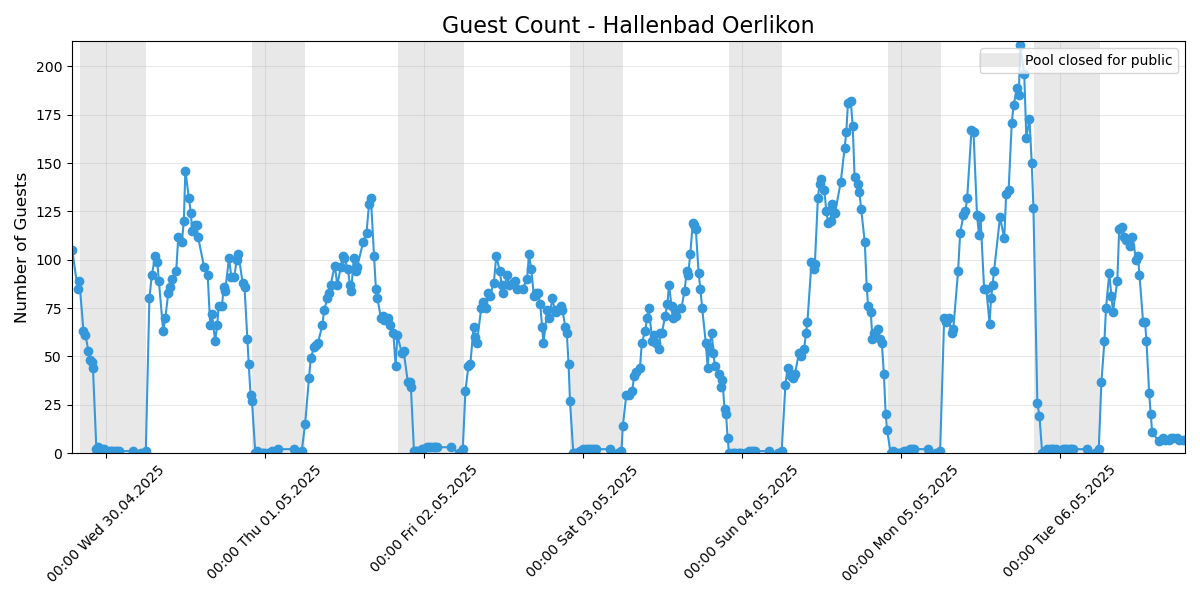 Guest Count - Hallenbad Oerlikon
Pool closed for public
Number of Guests
200
175
150
125
100
75
50
25
0
00:00 Wed 30.04.2025
00:00 Thu 01.05.2025
00:00 Fri 02.05.2025
00:00 Sat 03.05.2025
00:00 Sun 04.05.2025
00:00 Mon 05.05.2025
00:00 Tue 06.05.2025